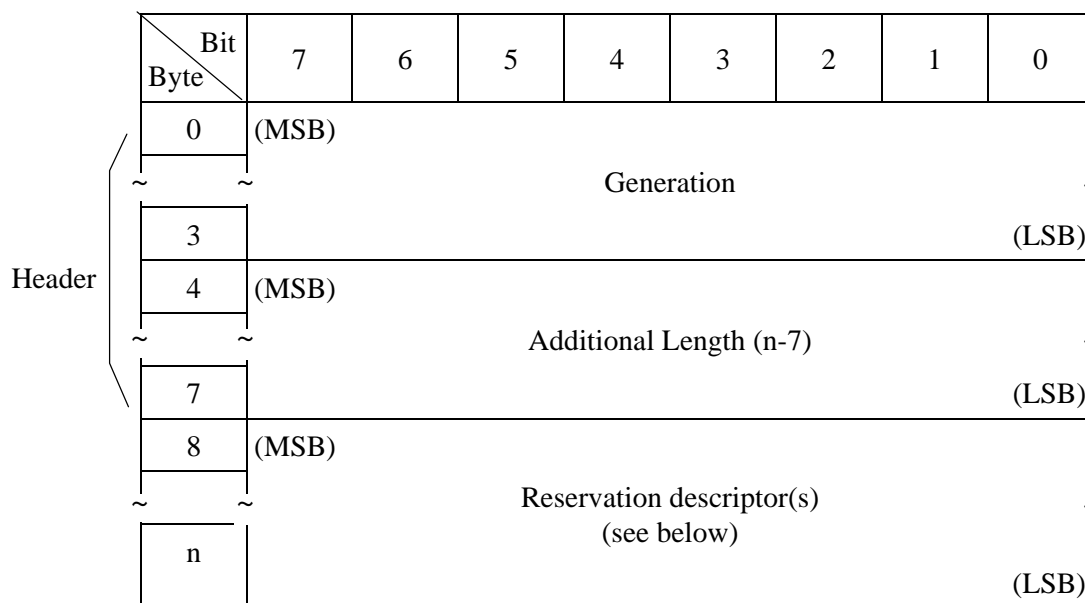 Bit
Byte
7 6 5 4 3 2 1 0
0 (MSB)
~ ~ Generation
3 (LSB)
Header
4 (MSB)
~ ~ Additional Length (n-7)
7 (LSB)
8 (MSB)
~ ~ Reservation descriptor(s)
(see below)
n
(LSB)